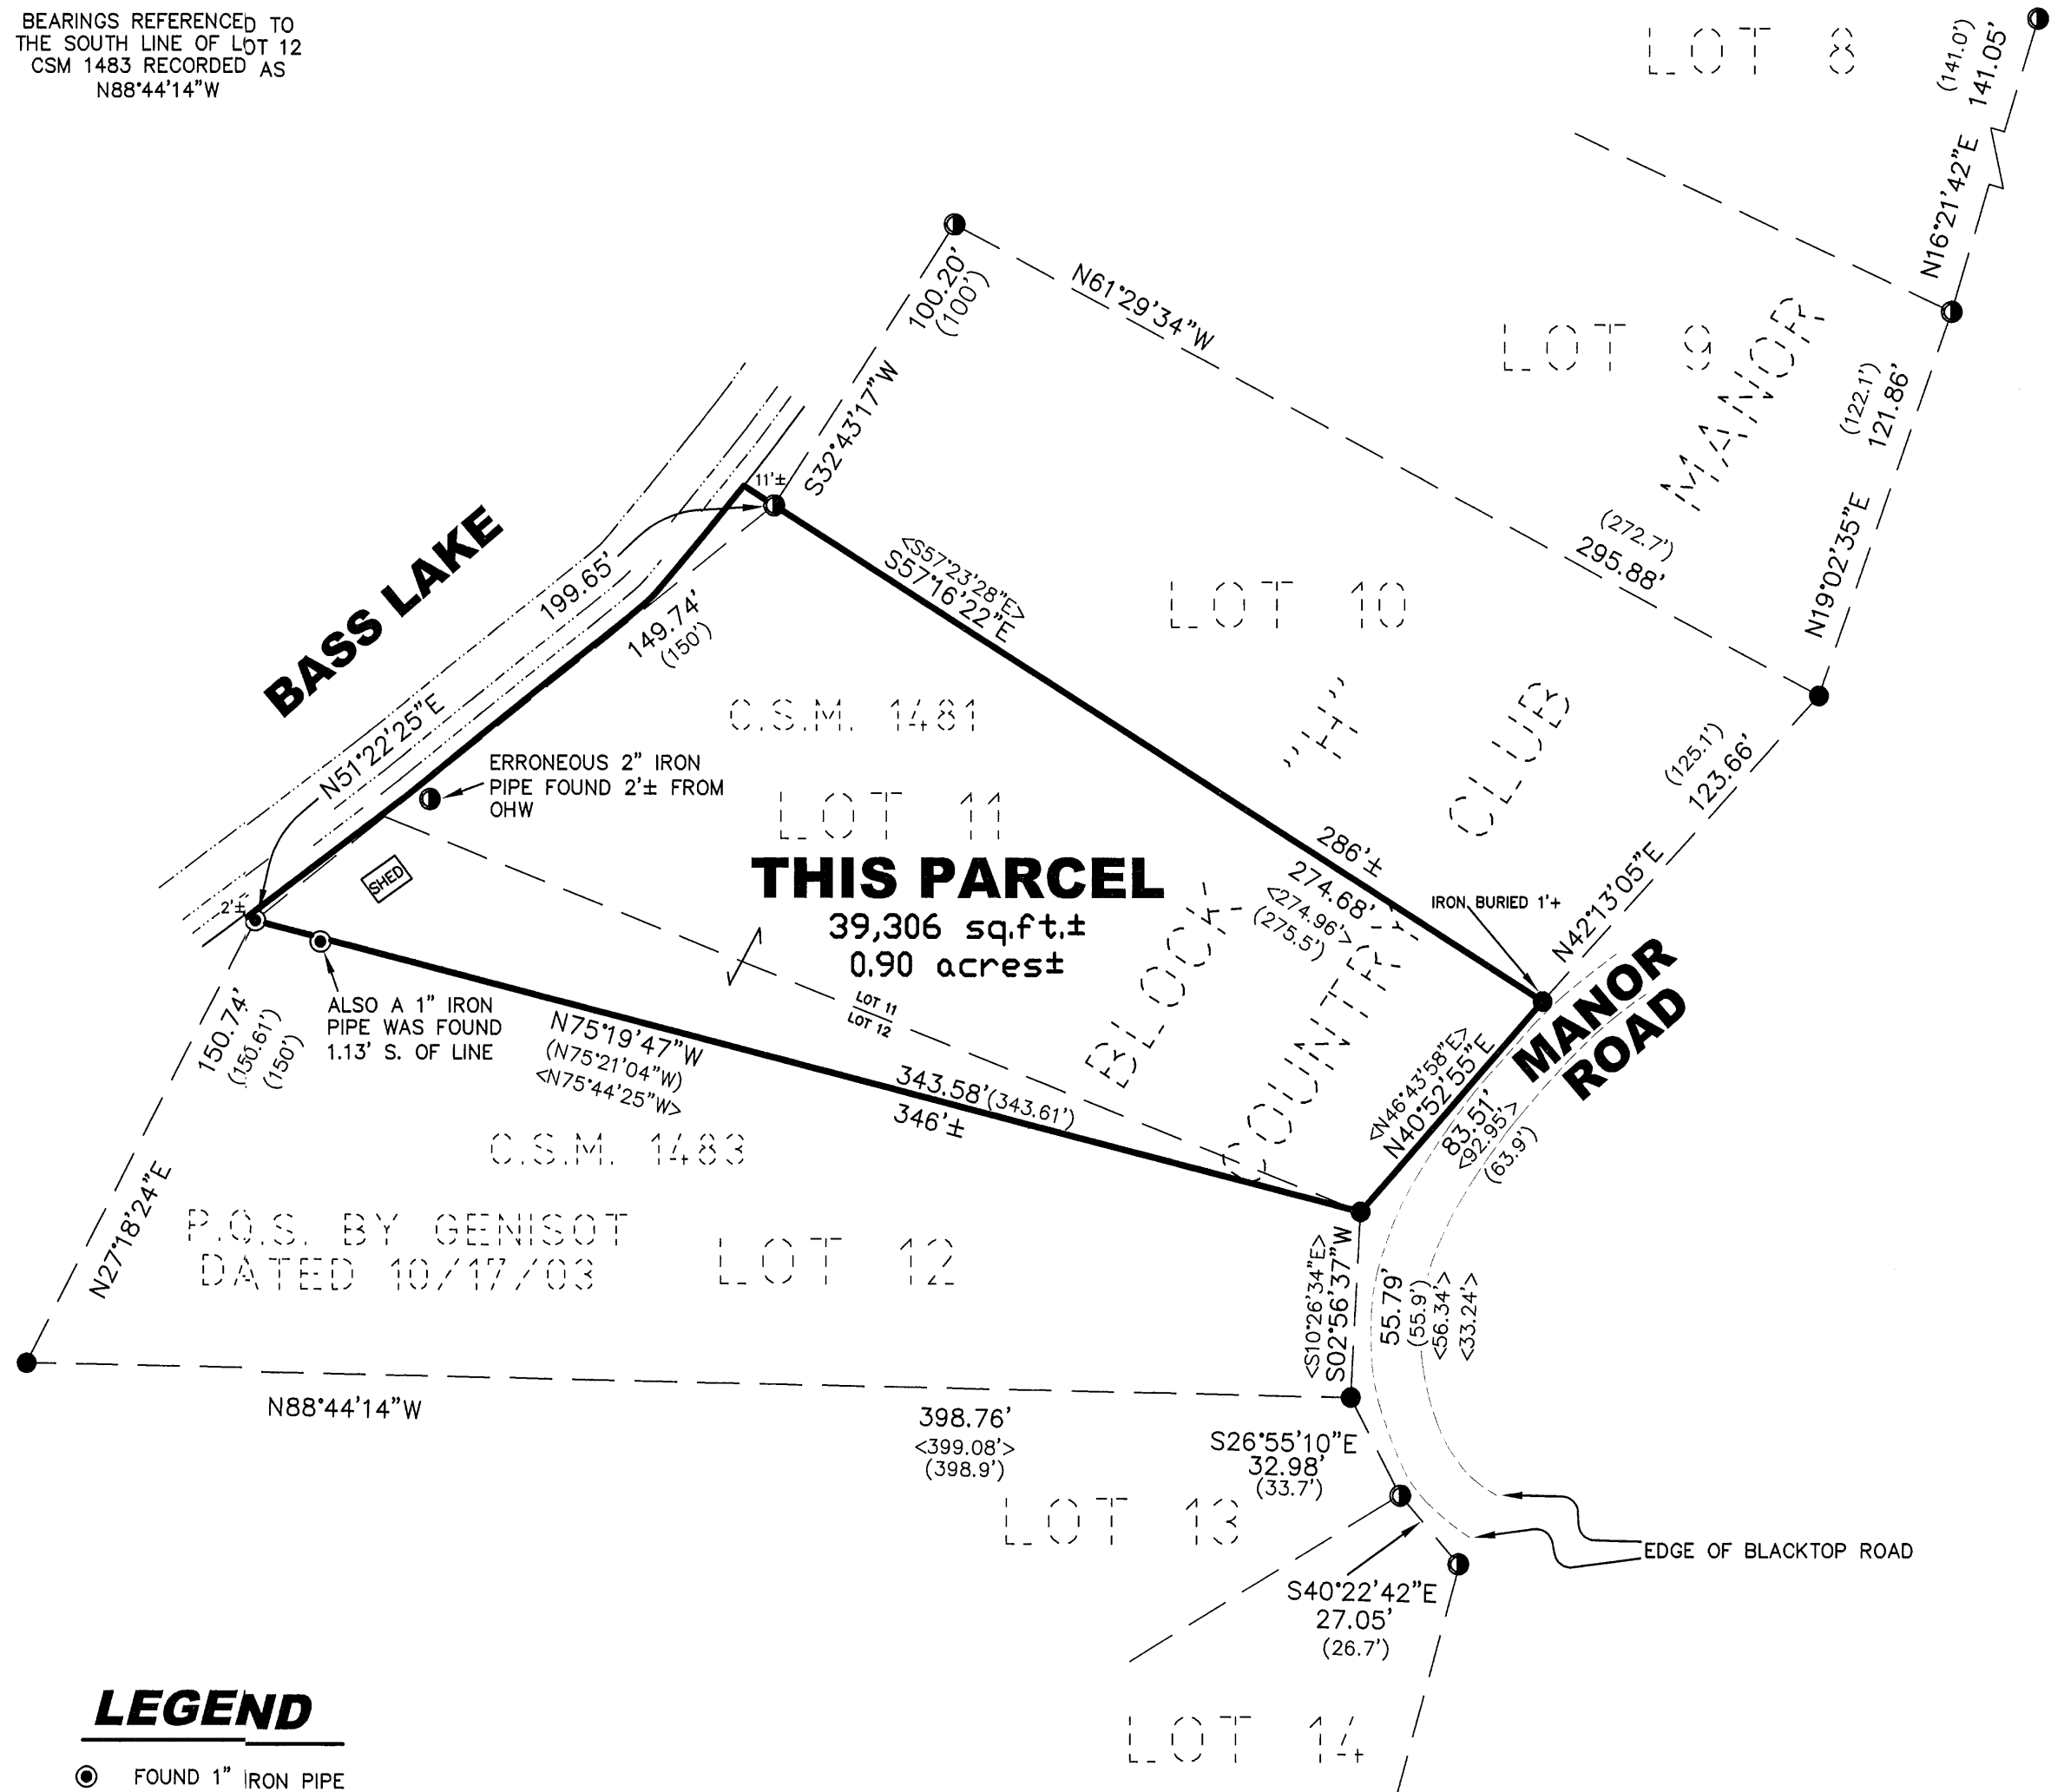 BEARINGS REFERENCED TO
THE SOUTH LINE OF LOT 12
CSM 1483 RECORDED AS
N88°44'14"W
LOT 8
(141.0')
141.05'
N16°21'42"E
100.20'
(100')
S32°43'17"W
N61°29'34"W
LOT 9
MANOR
(122.1')
121.86'
N19°02'35"E
(272.7')
295.88'
11'±
BASS LAKE
199.65'
N51°22'25"E
149.74'
(150')
<S57°23'28"E>
S57°16'22"E
LOT 10
C.S.M. 1481
"H"
CLUB
(125.1')
123.66'
N42°13'05"E
ERRONEOUS 2" IRON
PIPE FOUND 2'± FROM
OHW
LOT 11
THIS PARCEL
39,306 sq.ft.±
0.90 acres±
286'±
274.68'
<274.96'>
(275.5')
IRON BURIED 1'+
SHED
2'±
BLOCK
COUNTRY
MANOR
ROAD
ALSO A 1" IRON
PIPE WAS FOUND
1.13' S. OF LINE
LOT 11
LOT 12
150.74'
(150.61')
(150')
N27°18'24"E
N75°19'47"W
(N75°21'04"W)
<N75°44'25"W>
343.58'(343.61')
346'±
<N46°43'58"E>
N40°52'55"E
83.51'
<92.95'>
(63.9')
C.S.M. 1483
P.O.S. BY GENISOT
DATED 10/17/03
LOT 12
<S10°26'34"E>
S02°56'37"W
55.79'
(55.9')
<56.34'>
<33.24'>
N88°44'14"W
398.76'
<399.08'>
(398.9')
S26°55'10"E
32.98'
(33.7')
LOT 13
EDGE OF BLACKTOP ROAD
S40°22'42"E
27.05'
(26.7')
LOT 14
LEGEND
FOUND 1" IRON PIPE